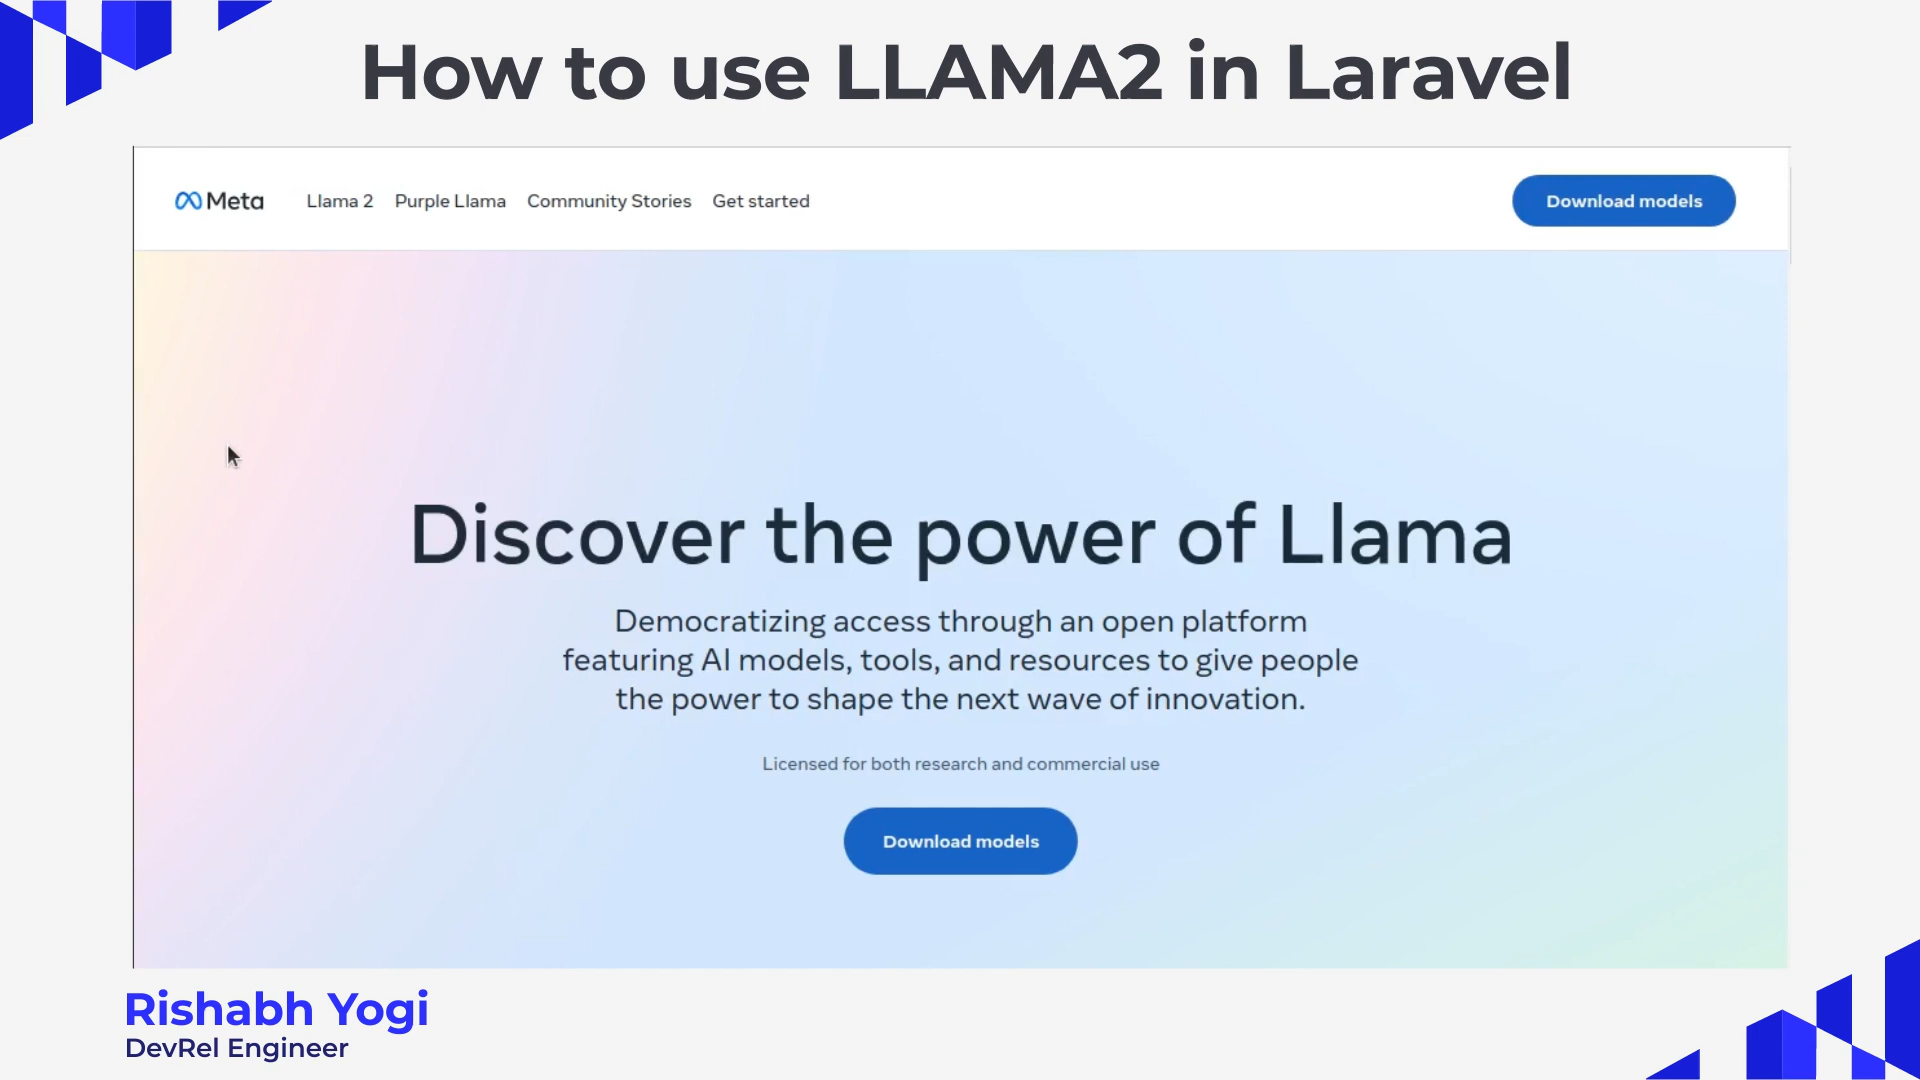 How to use LLAMA2 in Laravel
Meta Llama 2 Purple Llama Community Stories Get started Download models
Discover the power of Llama
Democratizing access through an open platform
featuring AI models, tools, and resources to give people
the power to shape the next wave of innovation.
Licensed for both research and commercial use
Download models
Rishabh Yogi
DevRel Engineer